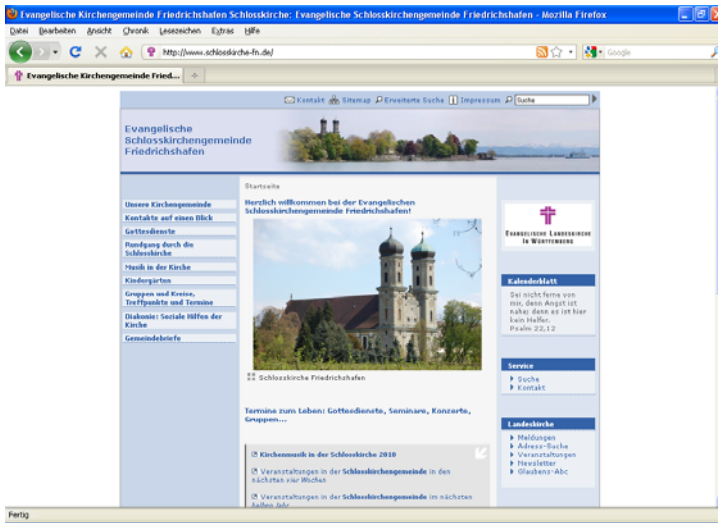 Evangelische Kirchengemeinde Friedrichshafen Schlosskirche: Evangelische Schlosskirchengemeinde Friedrichshafen - Mozilla Firefox
Datei Bearbeiten Ansicht Chronik Lesezeichen Extras Hilfe
http://www.schlosskirche-fn.de/
Google
Evangelische Kirchengemeinde Fried...
Kontakt Sitemap Erweiterte Suche Impressum Suche
Evangelische
Schlosskirchengemeinde
Friedrichshafen
Unsere Kirchengemeinde
Kontakte auf einen Blick
Gottesdienste
Rundgang durch die
Schlosskirche
Musik in der Kirche
Kindergärten
Gruppen und Kreise,
Treffpunkte und Termine
Diakonie: Soziale Hilfen der
Kirche
Gemeindebriefe
Startseite
Herzlich willkommen bei der Evangelischen
Schlosskirchengemeinde Friedrichshafen!
Schlosskirche Friedrichshafen
Termine zum Leben: Gottesdienste, Seminare, Konzerte,
Gruppen...
Kirchenmusik in der Schlosskirche 2010
Veranstaltungen in der Schlosskirchengemeinde in den
nächsten vier Wochen
Veranstaltungen in der Schlosskirchengemeinde im nächsten
halben Jahr
Evangelische Landeskirche
In Württemberg
Kalenderblatt
Sei nicht ferne von
mir, denn Angst ist
nahe; denn es ist hier
kein Helfer.
Psalm 22,12
Service
Suche
Kontakt
Landeskirche
Meldungen
Adress-Suche
Veranstaltungen
Newsletter
Glaubens-Abc
Fertig